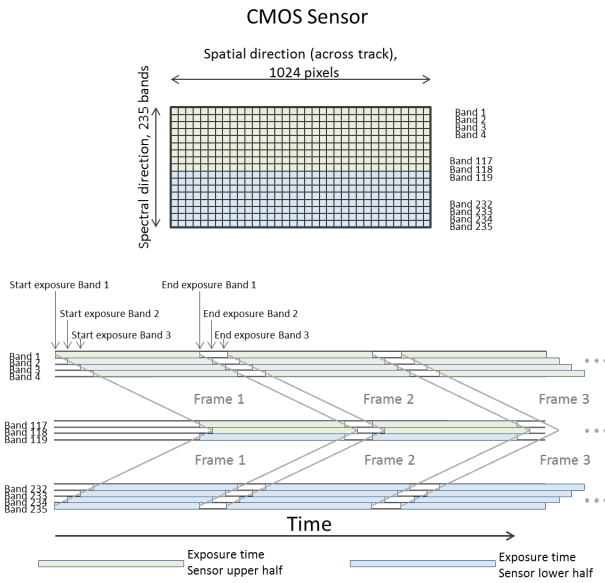 CMOS Sensor
Spatial direction (across track),
1024 pixels
Spectral direction, 235 bands
Band 1
Band 2
Band 3
Band 4
Band 117
Band 118
Band 119
Band 232
Band 233
Band 234
Band 235
Start exposure Band 1
End exposure Band 1
Start exposure Band 2
End exposure Band 2
Start exposure Band 3
End exposure Band 3
Band 1
Band 2
Band 3
Band 4
Frame 1
Frame 2
Frame 3
Band 117
Band 118
Band 119
Frame 1
Frame 2
Frame 3
Band 232
Band 233
Band 234
Band 235
Time
Exposure time
Sensor upper half
Exposure time
Sensor lower half